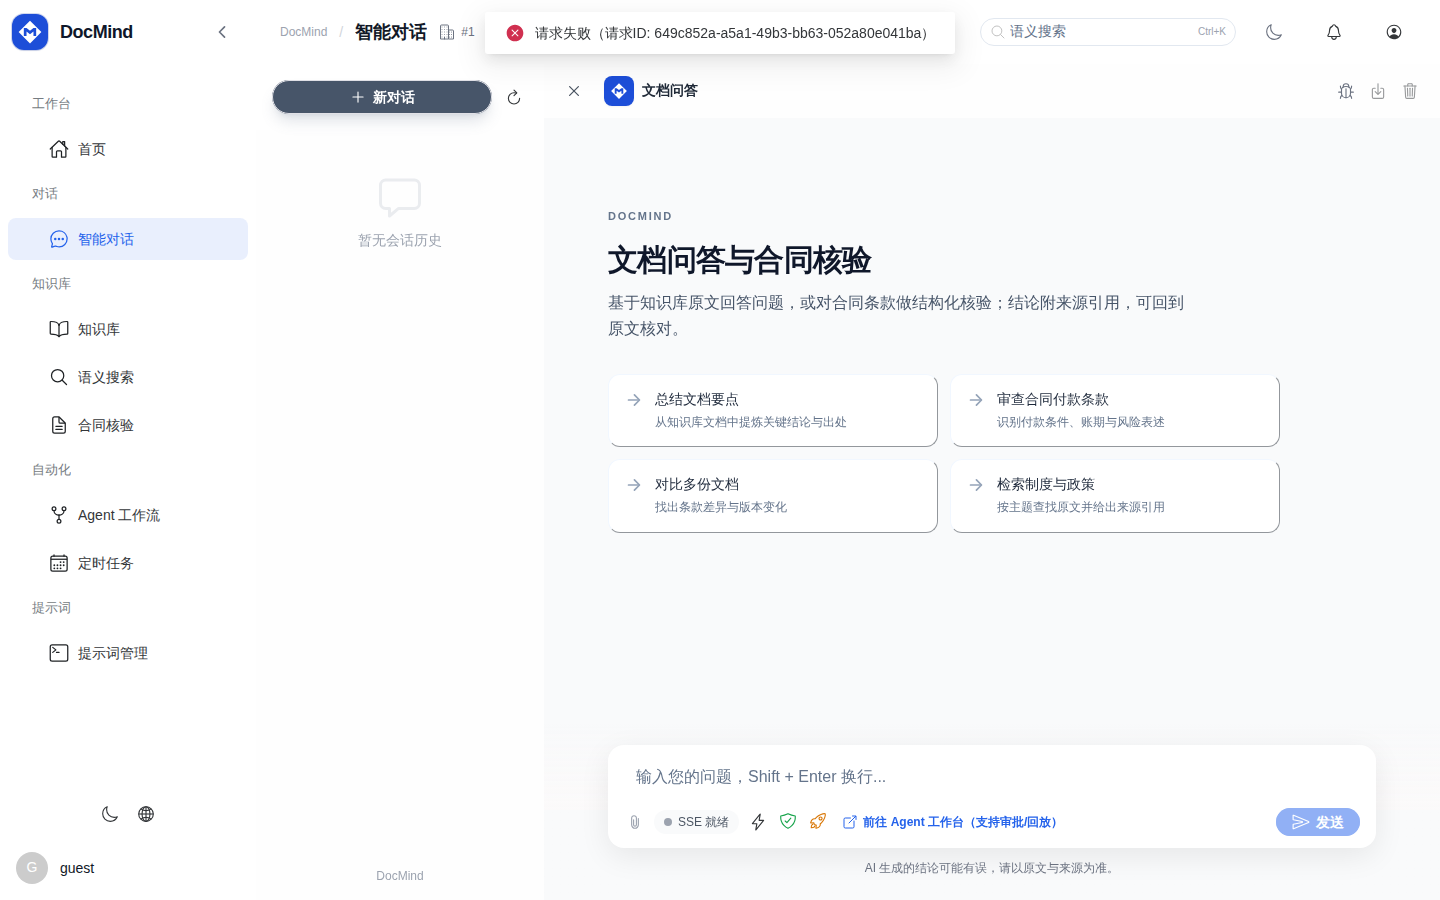 DocMind
DocMind / 智能对话 #1
请求失败（请求ID: 649c852a-a5a1-49b3-bb63-052a80e041ba）
语义搜索 Ctrl+K
工作台
首页
对话
智能对话
知识库
知识库
语义搜索
合同核验
自动化
Agent 工作流
定时任务
提示词
提示词管理
G guest
新对话
暂无会话历史
DocMind
文档问答
DOCMIND
文档问答与合同核验
基于知识库原文回答问题，或对合同条款做结构化核验；结论附来源引用，可回到
原文核对。
总结文档要点
从知识库文档中提炼关键结论与出处
审查合同付款条款
识别付款条件、账期与风险表述
对比多份文档
找出条款差异与版本变化
检索制度与政策
按主题查找原文并给出来源引用
输入您的问题，Shift + Enter 换行...
SSE 就绪 前往 Agent 工作台（支持审批/回放） 发送
AI 生成的结论可能有误，请以原文与来源为准。